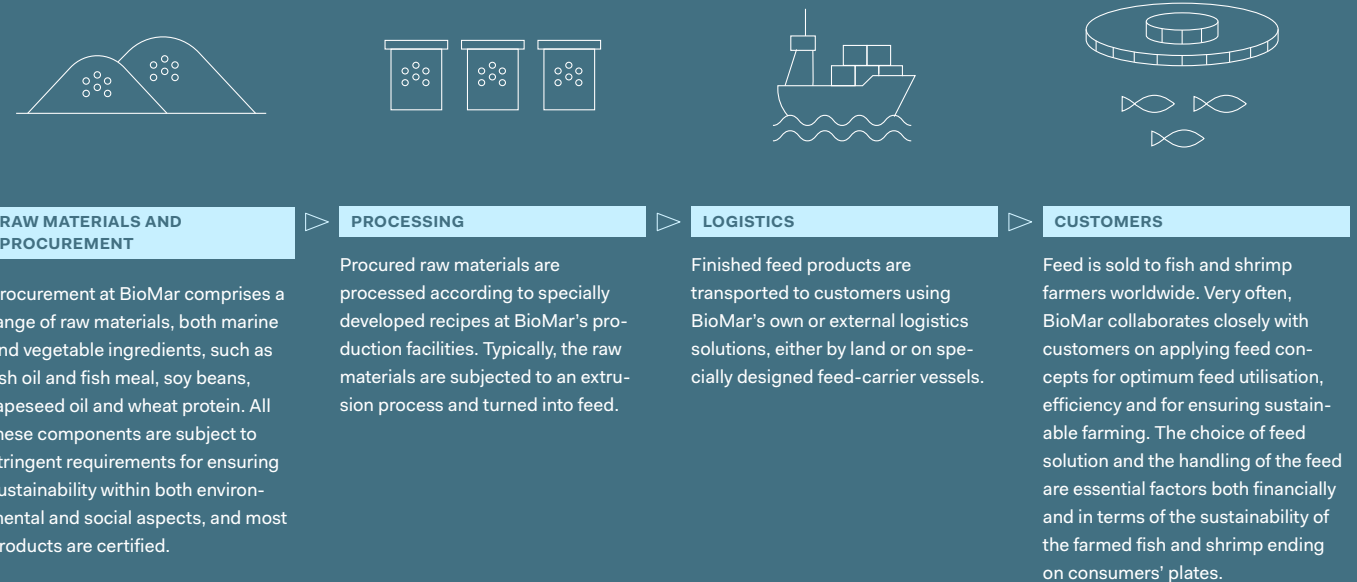 RAW MATERIALS AND
PROCUREMENT
rocurement at BioMar comprises a
ange of raw materials, both marine
nd vegetable ingredients, such as
sh oil and fish meal, soy beans,
apeseed oil and wheat protein. All
hese components are subject to
tringent requirements for ensuring
ustainability within both environ-
mental and social aspects, and most
roducts are certified.
PROCESSING
Procured raw materials are
processed according to specially
developed recipes at BioMar's pro-
duction facilities. Typically, the raw
materials are subjected to an extru-
sion process and turned into feed.
LOGISTICS
Finished feed products are
transported to customers using
BioMar's own or external logistics
solutions, either by land or on spe-
cially designed feed-carrier vessels.
CUSTOMERS
Feed is sold to fish and shrimp
farmers worldwide. Very often,
BioMar collaborates closely with
customers on applying feed con-
cepts for optimum feed utilisation,
efficiency and for ensuring sustain-
able farming. The choice of feed
solution and the handling of the feed
are essential factors both financially
and in terms of the sustainability of
the farmed fish and shrimp ending
on consumers' plates.